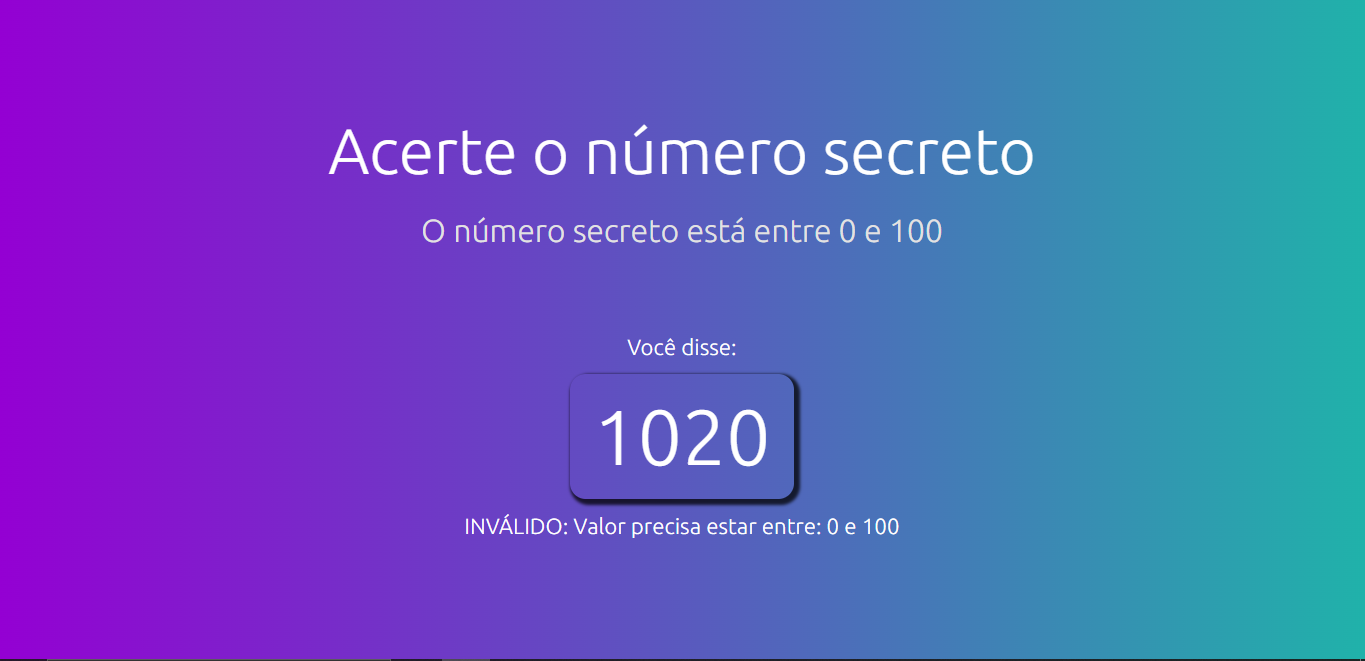 Acerte o número secreto
O número secreto está entre 0 e 100
Você disse:
1020
INVÁLIDO: Valor precisa estar entre: 0 e 100